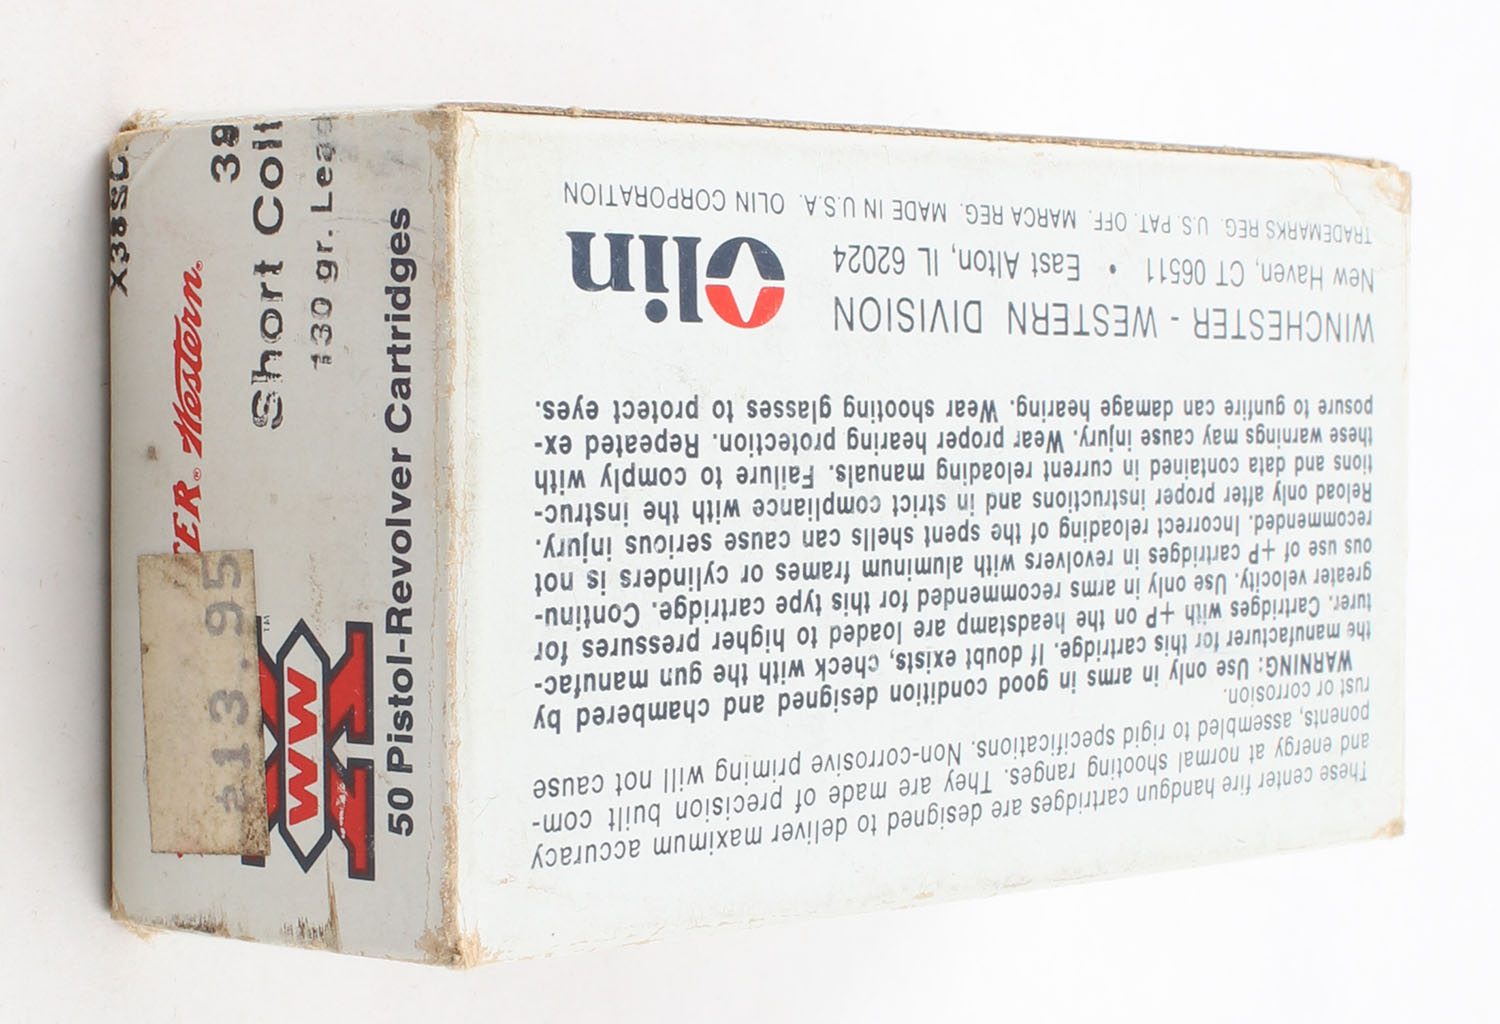 X38SC
38
Short Colt
130 gr. Lead
Western®
$13.95
WW
TM
50 Pistol-Revolver Cartridges
These center fire handgun cartridges are designed to deliver maximum accuracy
and energy at normal shooting ranges. They are made of precision built com-
ponents, assembled to rigid specifications. Non-corrosive priming will not cause
rust or corrosion.
WARNING: Use only in arms in good condition designed and chambered by
the manufacturer for this cartridge. If doubt exists, check with the gun manufac-
turer. Cartridges with +P on the headstamp are loaded to higher pressures for
greater velocity. Use only in arms recommended for this type cartridge. Continu-
ous use of +P cartridges in revolvers with aluminum frames or cylinders is not
recommended. Incorrect reloading of the spent shells can cause serious injury.
Reload only after proper instructions and in strict compliance with the instruc-
tions and data contained in current reloading manuals. Failure to comply with
these warnings may cause injury. Wear proper hearing protection. Repeated ex-
posure to gunfire can damage hearing. Wear shooting glasses to protect eyes.
WINCHESTER - WESTERN DIVISION
New Haven, CT 06511 • East Alton, IL 62024
Olin
TRADEMARKS REG. U.S. PAT. OFF. MARCA REG. MADE IN U.S.A. OLIN CORPORATION